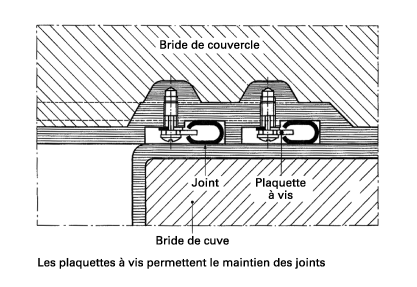 Bride de couvercle
Joint
Plaquette
à vis
Bride de cuve
Les plaquettes à vis permettent le maintien des joints